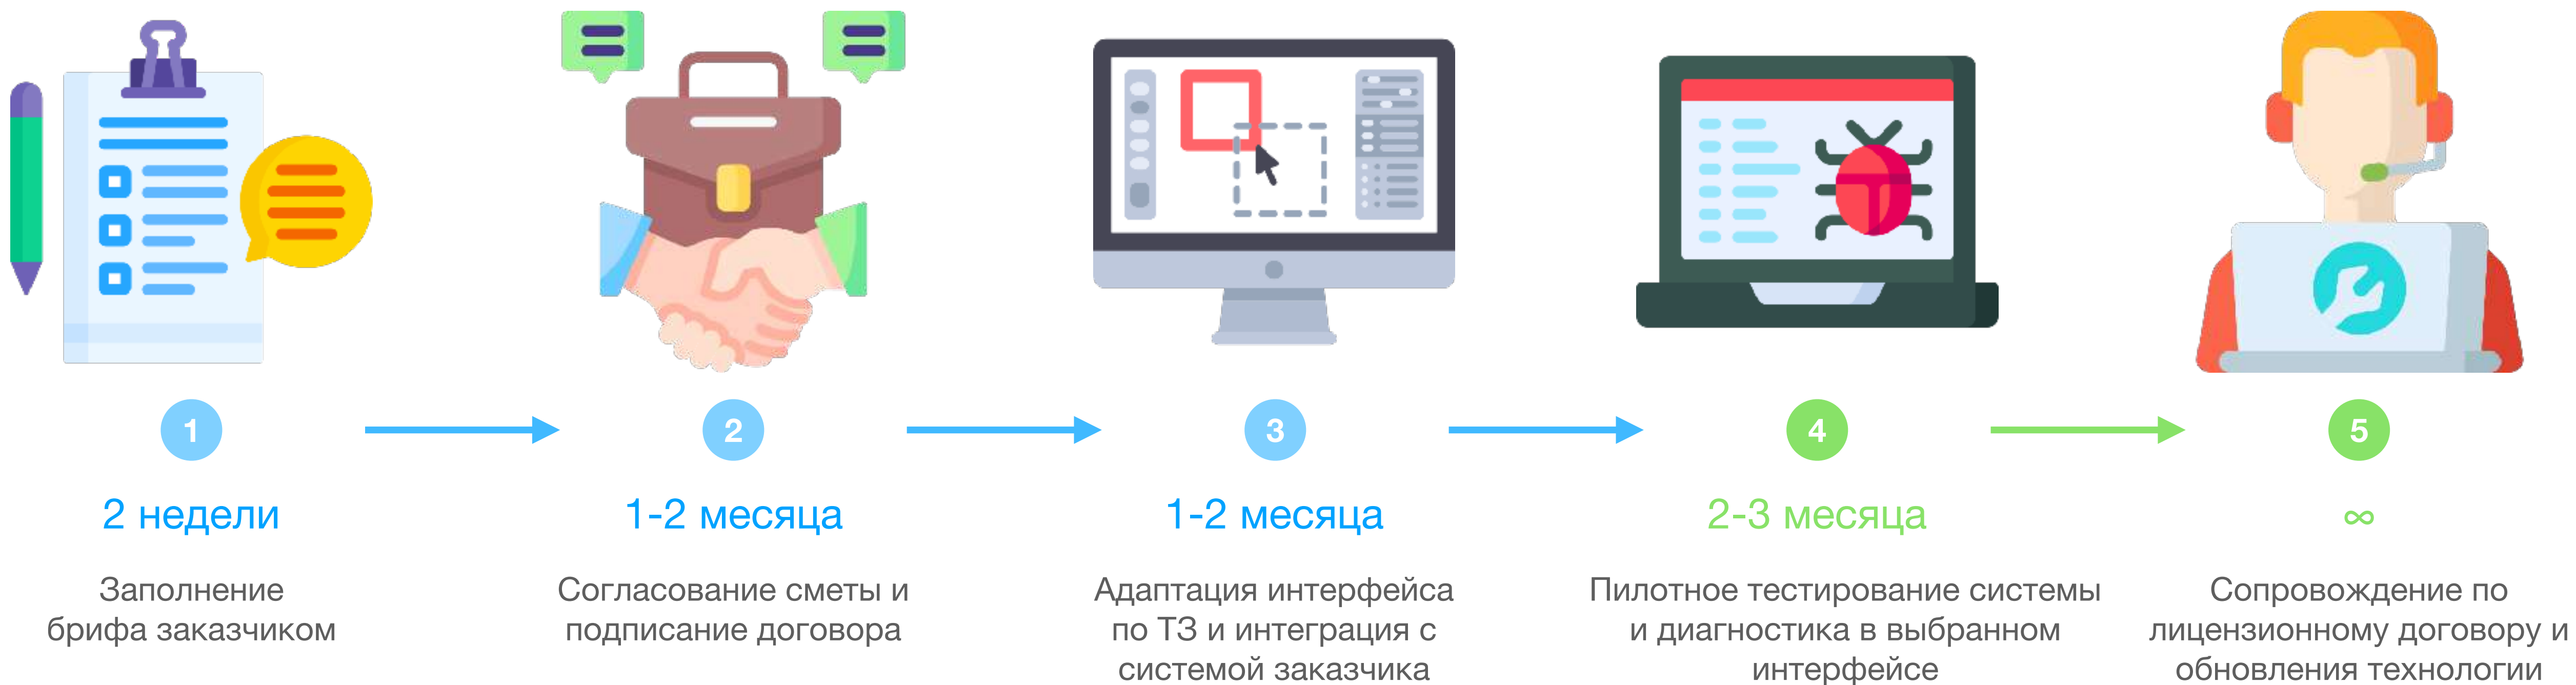 1
2 недели
Заполнение
брифа заказчиком
2
1-2 месяца
Согласование сметы и
подписание договора
3
1-2 месяца
Адаптация интерфейса
по ТЗ и интеграция с
системой заказчика
4
2-3 месяца
Пилотное тестирование системы
и диагностика в выбранном
интерфейсе
5
∞
Сопровождение по
лицензионному договору и
обновления технологии